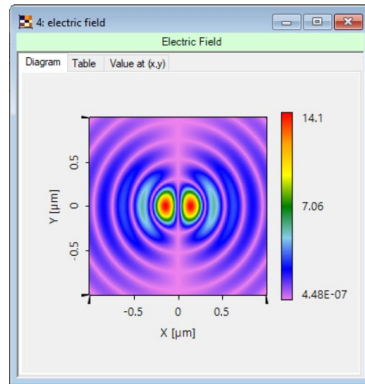 4: electric field
Electric Field
Diagram Table Value at (x,y)
14.1
7.06
4.48E-07
0.5
0
-0.5
Y [µm]
-0.5 0 0.5
X [µm]